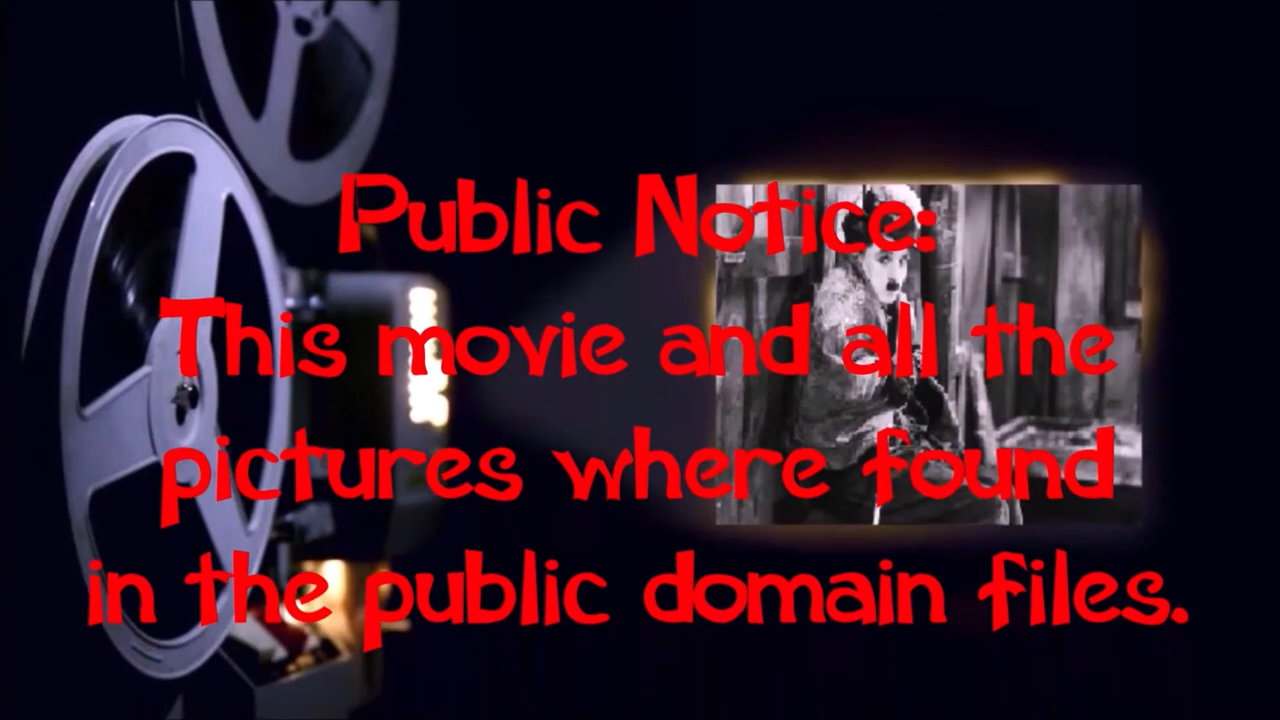 Public Notice:
This movie and all the
pictures where found
in the public domain files.